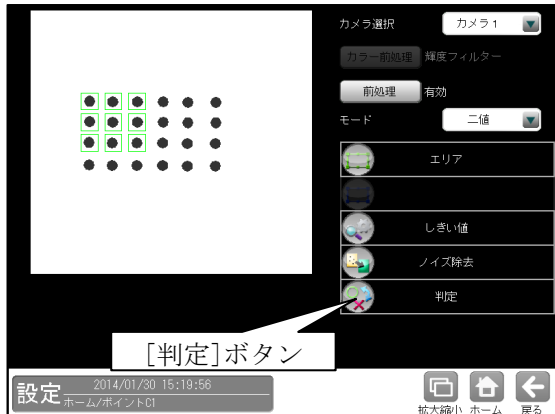 カメラ選択
カメラ1
カラー前処理
輝度フィルター
前処理
有効
モード
二値
エリア
しきい値
ノイズ除去
判定
[判定]ボタン
設定
2014/01/30 15:19:56
ホーム/ポイント01
拡大縮小
ホーム
戻る